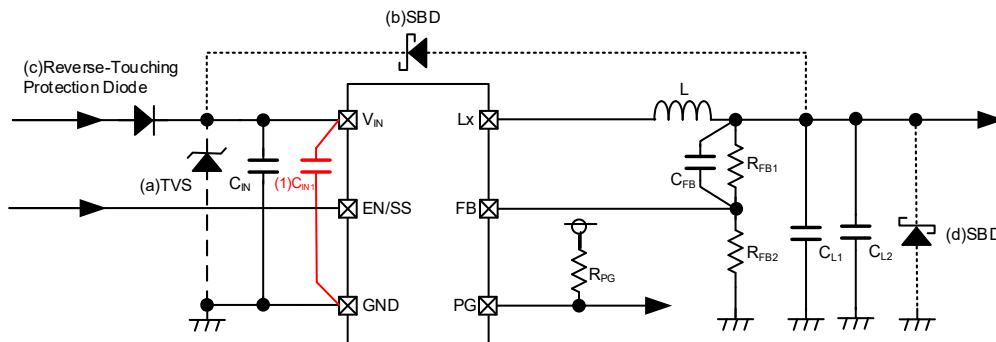 (b)SBD
(c)Reverse-Touching
Protection Diode
VIN
Lx
L
(a)TVS
CIN
(1)CIN1
CFB
RFB1
EN/SS
FB
RPG
RFB2
CL1
CL2
(d)SBD
GND
PG